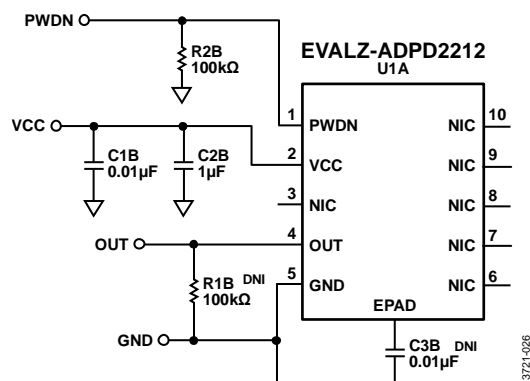 PWDN
R2B
100kΩ
EVALZ-ADPD2212
U1A
1
PWDN
NIC
10
VCC
C1B
0.01µF
C2B
1µF
2
VCC
NIC
9
3
NIC
NIC
8
OUT
4
OUT
NIC
7
R1B DNI
100kΩ
5
GND
NIC
6
EPAD
GND
C3B DNI
0.01µF
3721-026